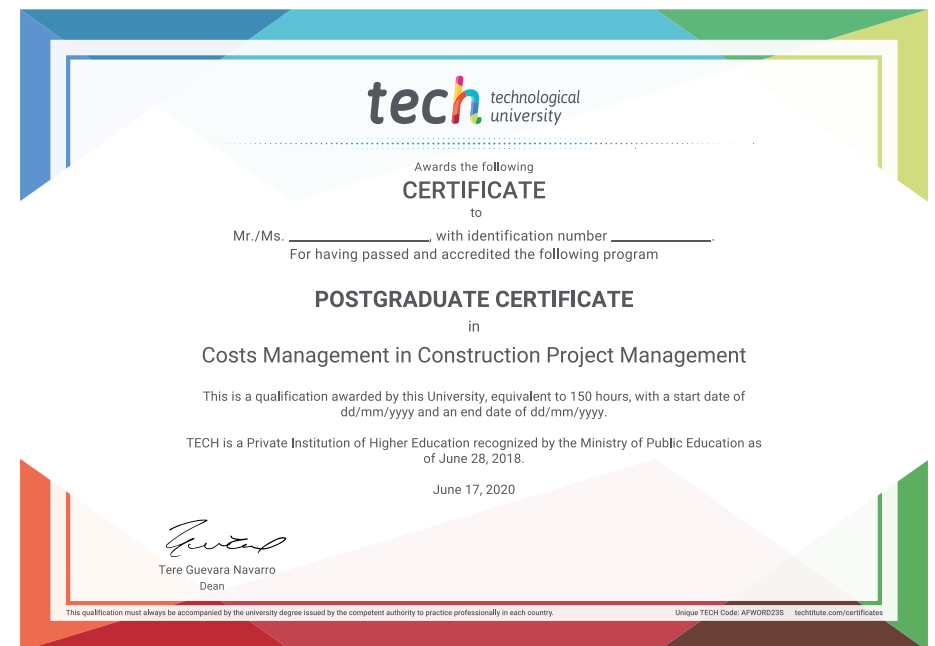 tech technological
university
Awards the following
CERTIFICATE
to
Mr./Ms. ____________________, with identification number ______________.
For having passed and accredited the following program
POSTGRADUATE CERTIFICATE
in
Costs Management in Construction Project Management
This is a qualification awarded by this University, equivalent to 150 hours, with a start date of
dd/mm/yyyy and an end date of dd/mm/yyyy.
TECH is a Private Institution of Higher Education recognized by the Ministry of Public Education as
of June 28, 2018.
June 17, 2020
Tere Guevara Navarro
Dean
This qualification must always be accompanied by the university degree issued by the competent authority to practice professionally in each country. Unique TECH Code: AFWORD23S techtitute.com/certificates